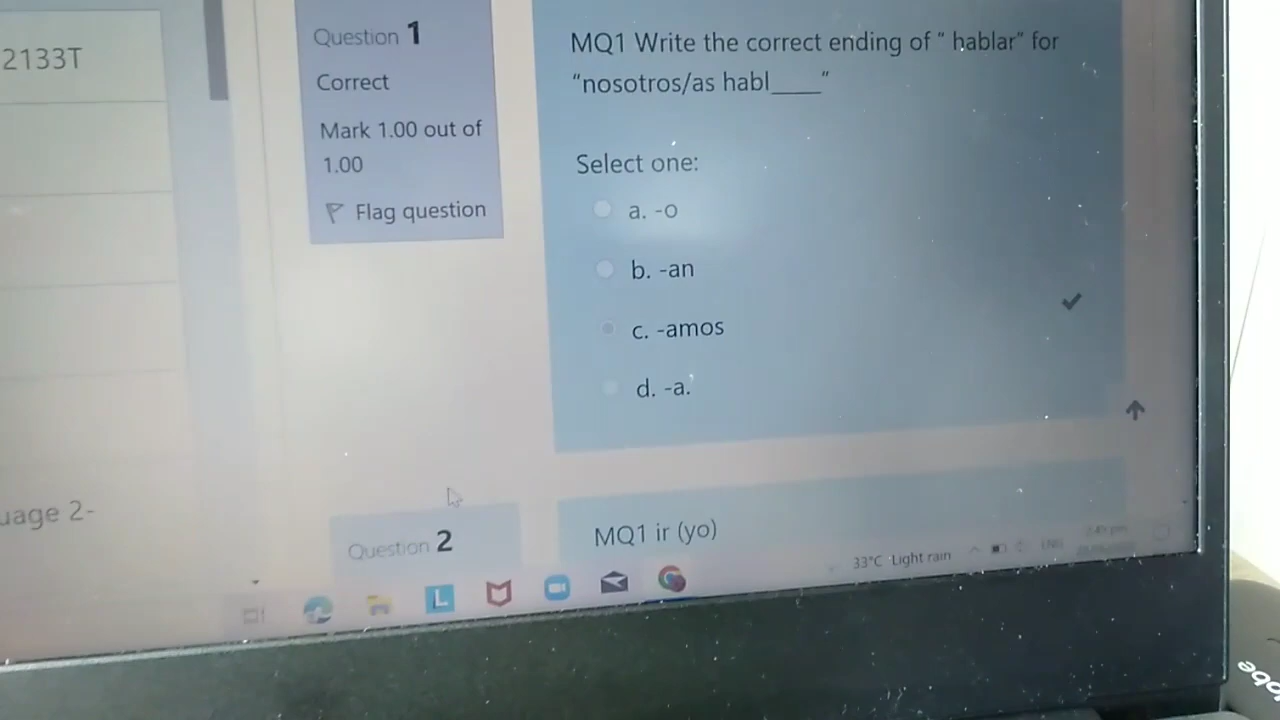 2133T
Question 1
Correct
Mark 1.00 out of
1.00
Flag question
MQ1 Write the correct ending of " hablar" for
"nosotros/as habl____"
Select one:
a. -o
b. -an
c. -amos
d. -a.
uage 2-
Question 2
MQ1 ir (yo)
33°C Light rain
ENG